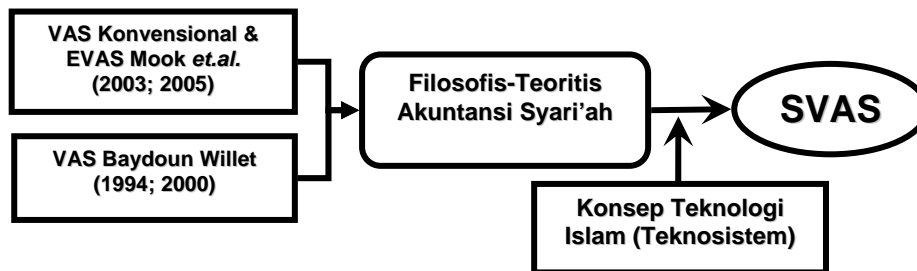 VAS Konvensional &
EVAS Mook et.al.
(2003; 2005)
VAS Baydoun Willet
(1994; 2000)
Filosofis-Teoritis
Akuntansi Syari'ah
SVAS
Konsep Teknologi
Islam (Teknosistem)